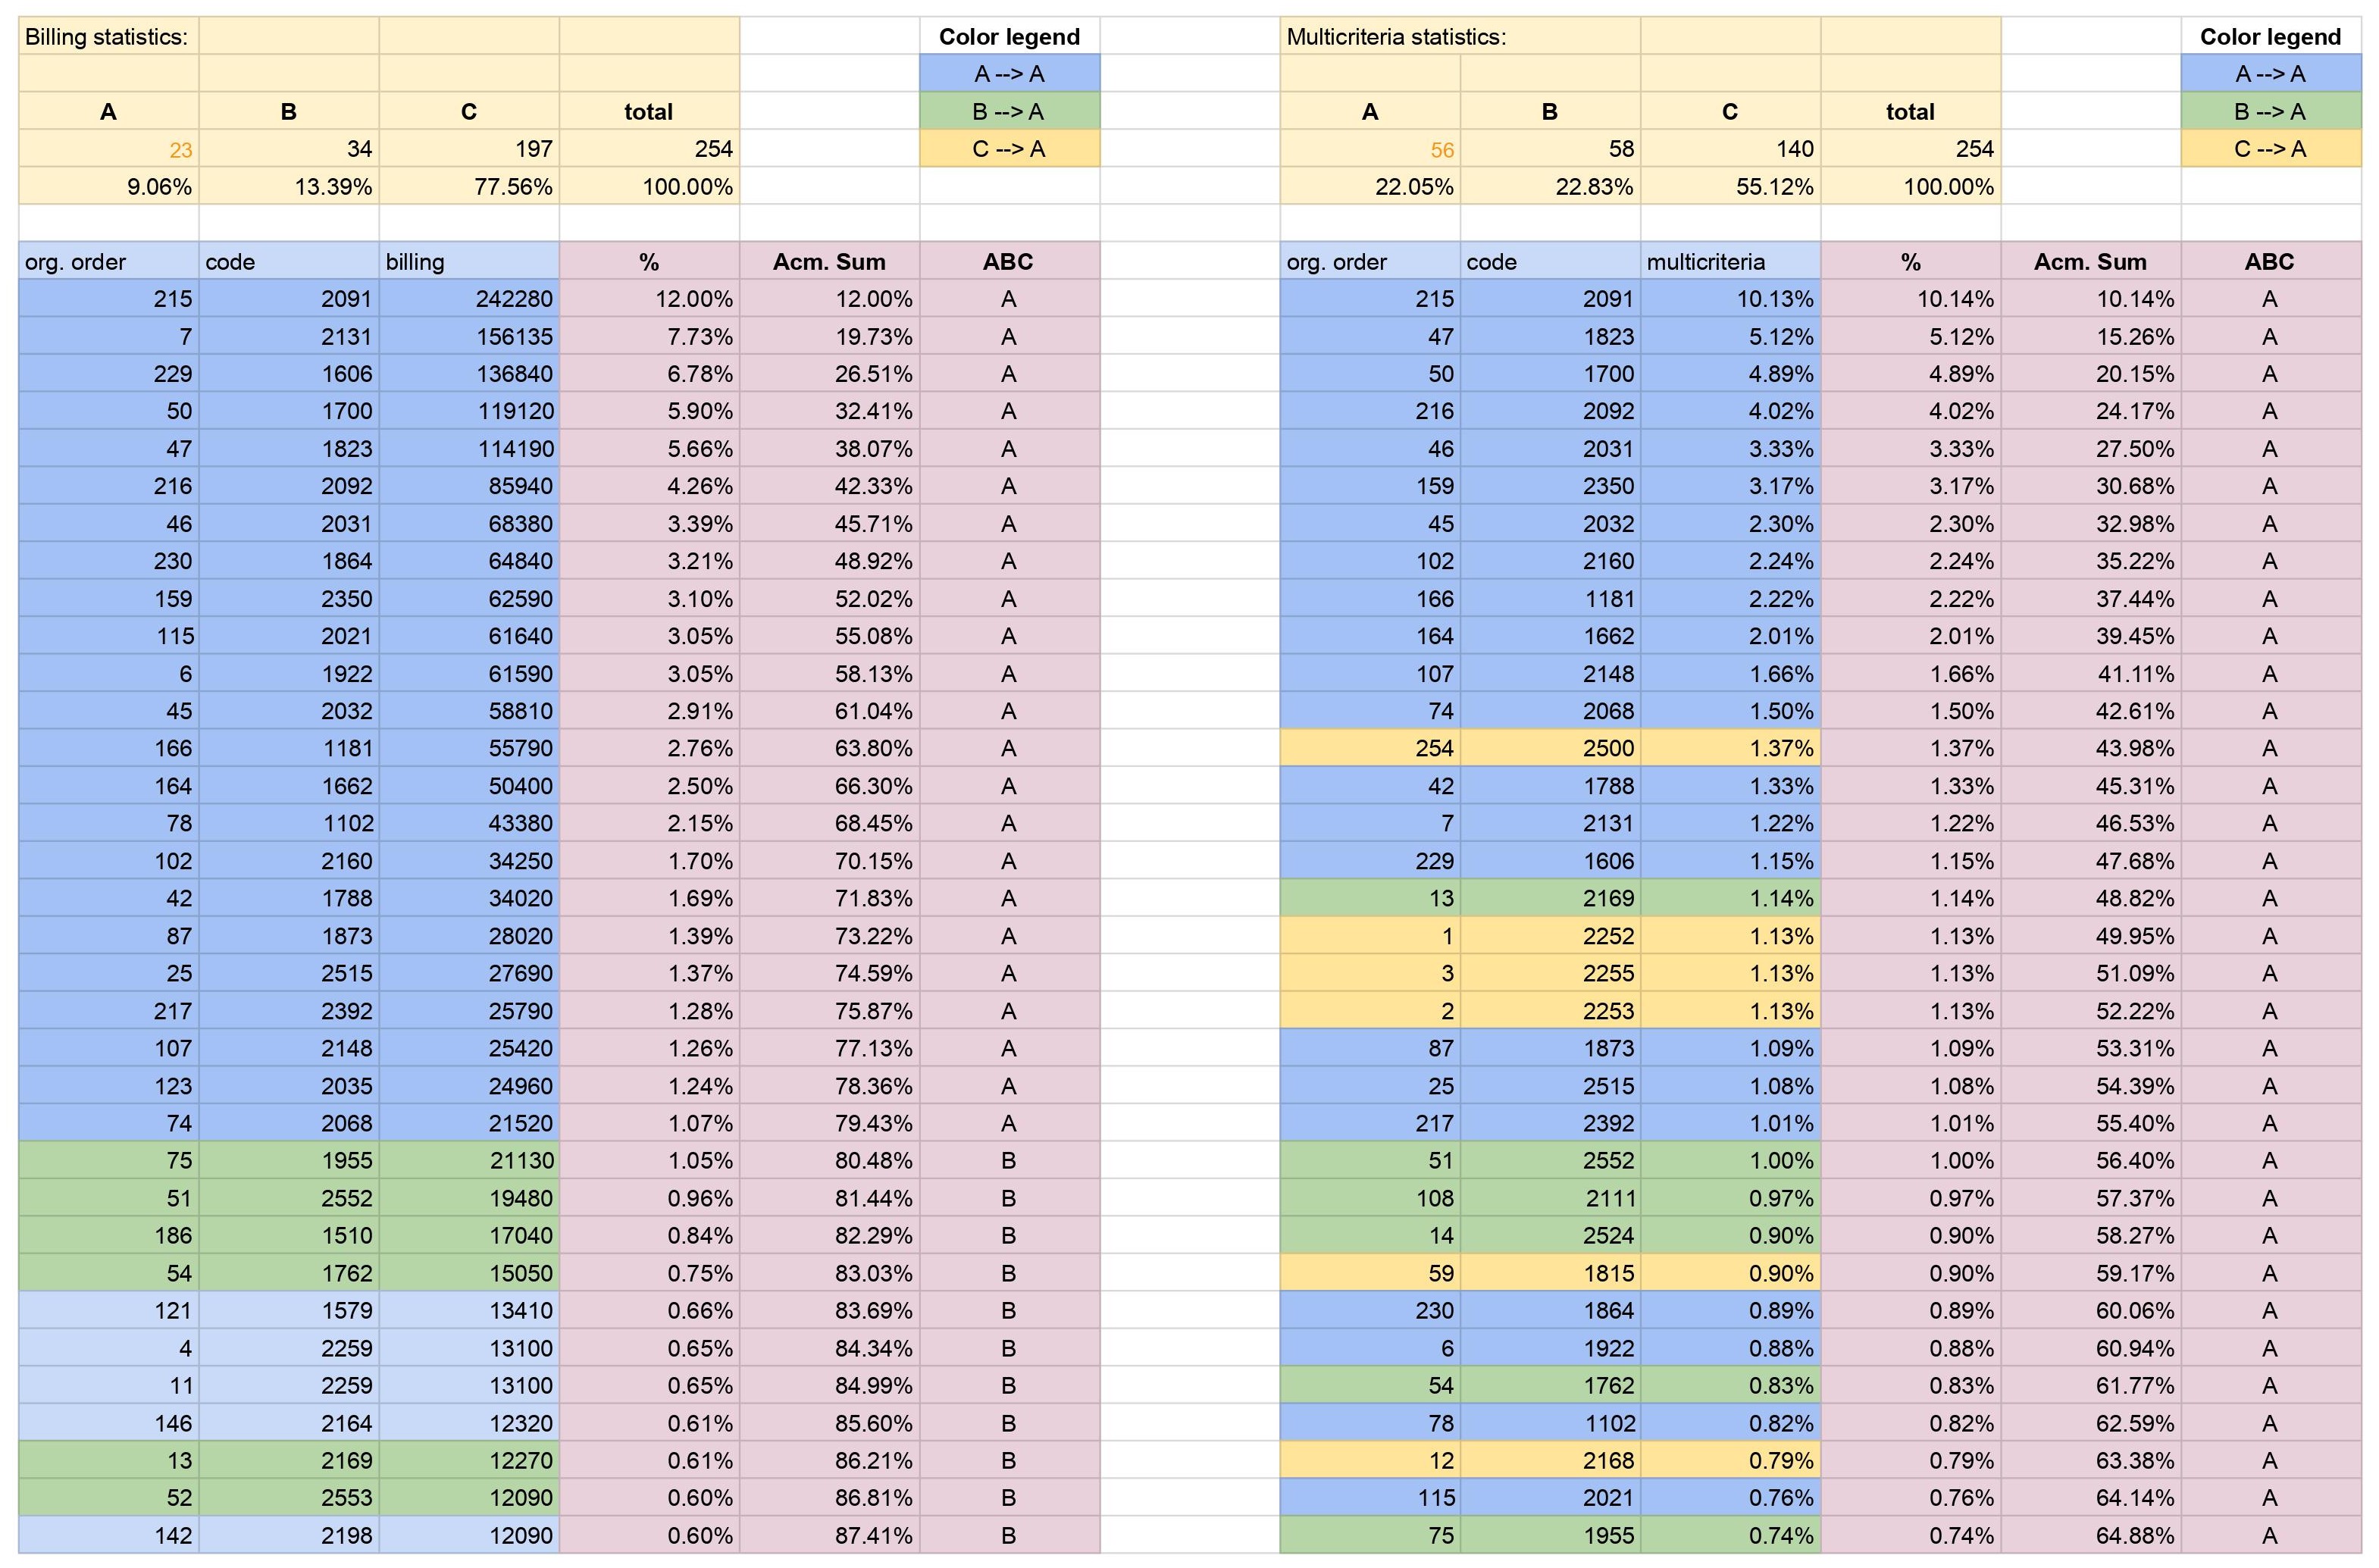 Billing statistics: Color legend Multicriteria statistics: Color legend
A --> A A --> A
A B C total B --> A A B C total B --> A
23 34 197 254 C --> A 56 58 140 254 C --> A
9.06% 13.39% 77.56% 100.00% 22.05% 22.83% 55.12% 100.00%
org. order code billing % Acm. Sum ABC org. order code multicriteria % Acm. Sum ABC
215 2091 242280 12.00% 12.00% A 215 2091 10.13% 10.14% 10.14% A
7 2131 156135 7.73% 19.73% A 47 1823 5.12% 5.12% 15.26% A
229 1606 136840 6.78% 26.51% A 50 1700 4.89% 4.89% 20.15% A
50 1700 119120 5.90% 32.41% A 216 2092 4.02% 4.02% 24.17% A
47 1823 114190 5.66% 38.07% A 46 2031 3.33% 3.33% 27.50% A
216 2092 85940 4.26% 42.33% A 159 2350 3.17% 3.17% 30.68% A
46 2031 68380 3.39% 45.71% A 45 2032 2.30% 2.30% 32.98% A
230 1864 64840 3.21% 48.92% A 102 2160 2.24% 2.24% 35.22% A
159 2350 62590 3.10% 52.02% A 166 1181 2.22% 2.22% 37.44% A
115 2021 61640 3.05% 55.08% A 164 1662 2.01% 2.01% 39.45% A
6 1922 61590 3.05% 58.13% A 107 2148 1.66% 1.66% 41.11% A
45 2032 58810 2.91% 61.04% A 74 2068 1.50% 1.50% 42.61% A
166 1181 55790 2.76% 63.80% A 254 2500 1.37% 1.37% 43.98% A
164 1662 50400 2.50% 66.30% A 42 1788 1.33% 1.33% 45.31% A
78 1102 43380 2.15% 68.45% A 7 2131 1.22% 1.22% 46.53% A
102 2160 34250 1.70% 70.15% A 229 1606 1.15% 1.15% 47.68% A
42 1788 34020 1.69% 71.83% A 13 2169 1.14% 1.14% 48.82% A
87 1873 28020 1.39% 73.22% A 1 2252 1.13% 1.13% 49.95% A
25 2515 27690 1.37% 74.59% A 3 2255 1.13% 1.13% 51.09% A
217 2392 25790 1.28% 75.87% A 2 2253 1.13% 1.13% 52.22% A
107 2148 25420 1.26% 77.13% A 87 1873 1.09% 1.09% 53.31% A
123 2035 24960 1.24% 78.36% A 25 2515 1.08% 1.08% 54.39% A
74 2068 21520 1.07% 79.43% A 217 2392 1.01% 1.01% 55.40% A
75 1955 21130 1.05% 80.48% B 51 2552 1.00% 1.00% 56.40% A
51 2552 19480 0.96% 81.44% B 108 2111 0.97% 0.97% 57.37% A
186 1510 17040 0.84% 82.29% B 14 2524 0.90% 0.90% 58.27% A
54 1762 15050 0.75% 83.03% B 59 1815 0.90% 0.90% 59.17% A
121 1579 13410 0.66% 83.69% B 230 1864 0.89% 0.89% 60.06% A
4 2259 13100 0.65% 84.34% B 6 1922 0.88% 0.88% 60.94% A
11 2259 13100 0.65% 84.99% B 54 1762 0.83% 0.83% 61.77% A
146 2164 12320 0.61% 85.60% B 78 1102 0.82% 0.82% 62.59% A
13 2169 12270 0.61% 86.21% B 12 2168 0.79% 0.79% 63.38% A
52 2553 12090 0.60% 86.81% B 115 2021 0.76% 0.76% 64.14% A
142 2198 12090 0.60% 87.41% B 75 1955 0.74% 0.74% 64.88% A